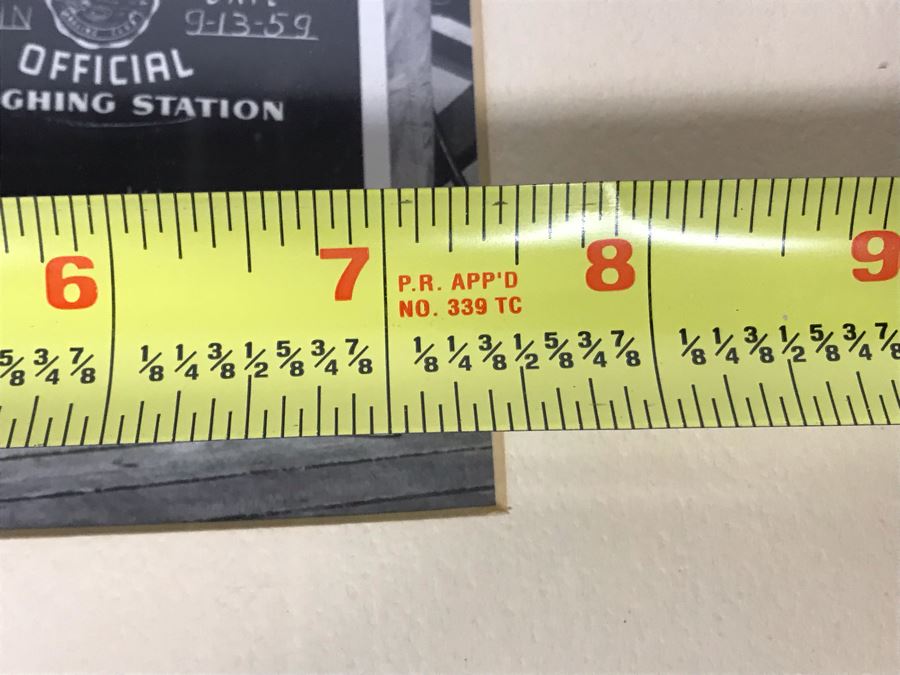 9-13-59
OFFICIAL
GHING STATION
6 7 8 9
P.R. APP'D
NO. 339 TC
5/8 3/4 7/8 1/8 1/4 3/8 1/2 5/8 3/4 7/8 1/8 1/4 3/8 1/2 5/8 3/4 7/8 1/8 1/4 3/8 1/2 5/8 3/4 7/8